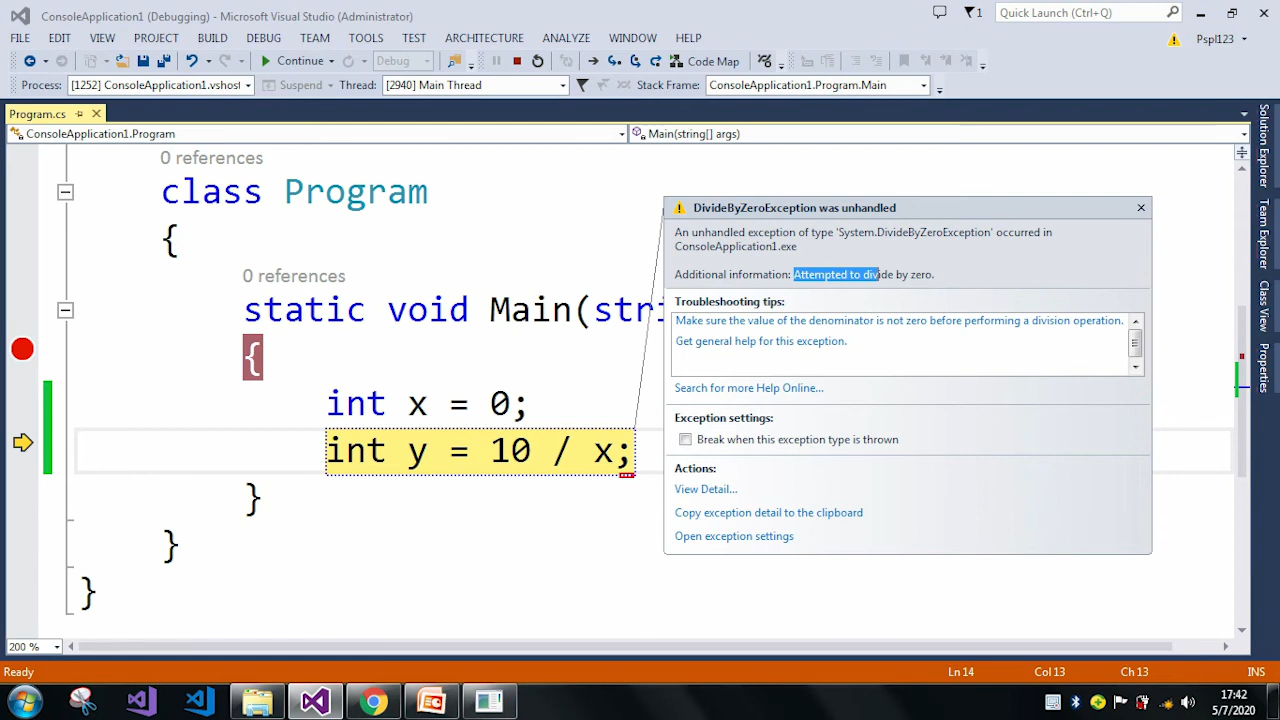 ConsoleApplication1 (Debugging) - Microsoft Visual Studio (Administrator)
1
Quick Launch (Ctrl+Q)
FILE EDIT VIEW PROJECT BUILD DEBUG TEAM TOOLS TEST ARCHITECTURE ANALYZE WINDOW HELP
Pspl123
Continue
Debug
Code Map
Process: [1252] ConsoleApplication1.vshost
Suspend
Thread: [2940] Main Thread
Stack Frame: ConsoleApplication1.Program.Main
Program.cs
ConsoleApplication1.Program
Main(string[] args)
0 references
class Program
{
0 references
static void Main(stri
{
int x = 0;
int y = 10 / x;
}
}
}
DivideByZeroException was unhandled
An unhandled exception of type 'System.DivideByZeroException' occurred in
ConsoleApplication1.exe
Additional information: Attempted to divide by zero.
Troubleshooting tips:
Make sure the value of the denominator is not zero before performing a division operation.
Get general help for this exception.
Search for more Help Online...
Exception settings:
Break when this exception type is thrown
Actions:
View Detail...
Copy exception detail to the clipboard
Open exception settings
Solution Explorer
Team Explorer
Class View
Properties
200 %
Ready
Ln 14
Col 13
Ch 13
INS
17:42
5/7/2020